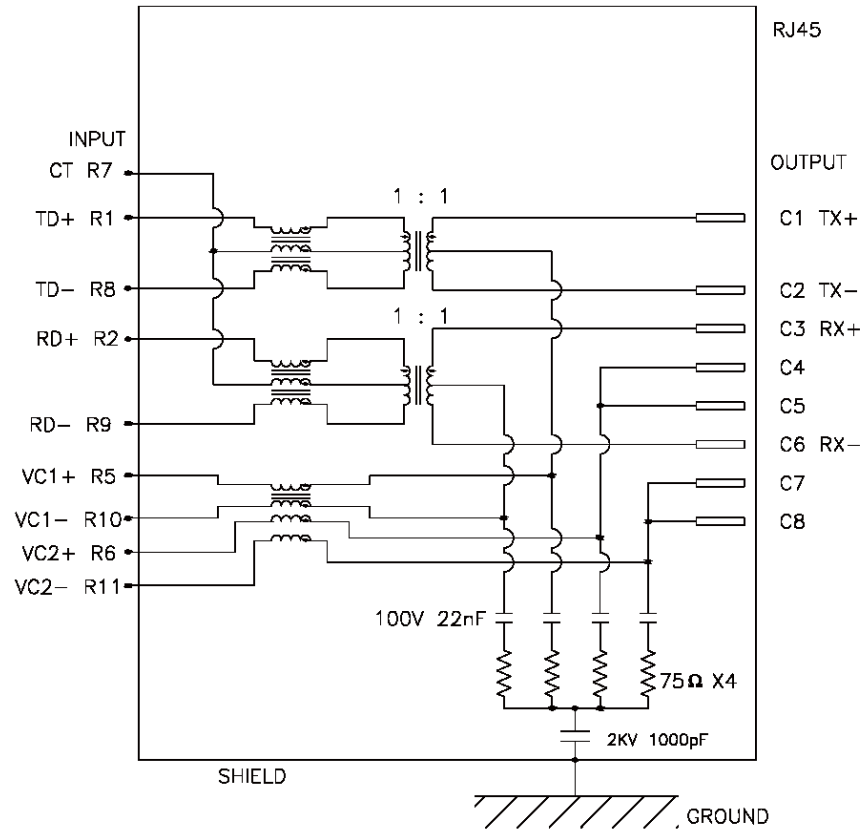 RJ45
INPUT
CT R7
OUTPUT
1 : 1
TD+ R1
C1 TX+
TD− R8
C2 TX−
1 : 1
RD+ R2
C3 RX+
C4
C5
RD− R9
C6 RX−
VC1+ R5
C7
VC1− R10
C8
VC2+ R6
VC2− R11
100V 22nF
75Ω X4
2KV 1000pF
SHIELD
GROUND